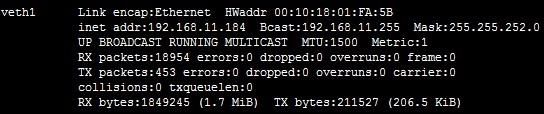 veth1 Link encap:Ethernet HWaddr 00:10:18:01:FA:5B
inet addr:192.168.11.184 Bcast:192.168.11.255 Mask:255.255.252.0
UP BROADCAST RUNNING MULTICAST MTU:1500 Metric:1
RX packets:18954 errors:0 dropped:0 overruns:0 frame:0
TX packets:453 errors:0 dropped:0 overruns:0 carrier:0
collisions:0 txqueuelen:0
RX bytes:1849245 (1.7 MiB) TX bytes:211527 (206.5 KiB)